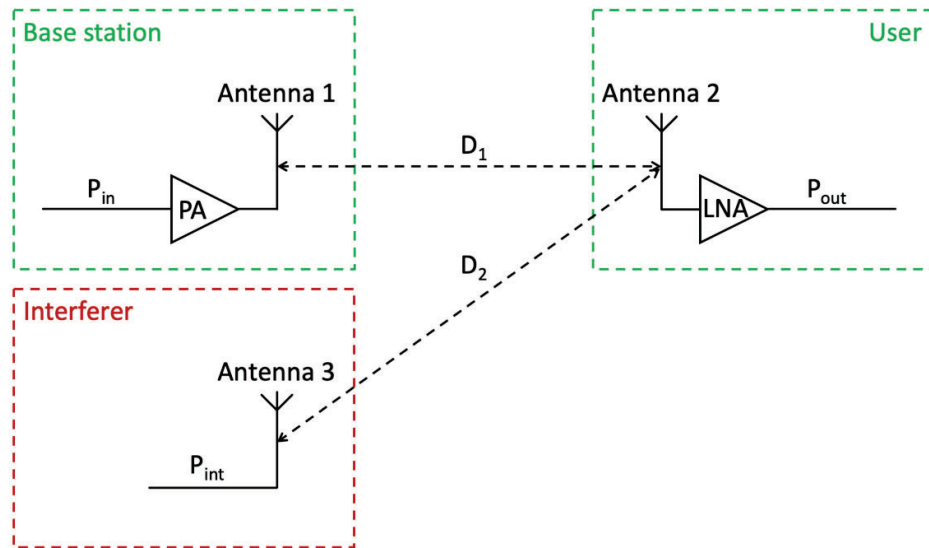 Base station
User
Antenna 1
Antenna 2
D1
Pin
PA
LNA
Pout
D2
Interferer
Antenna 3
Pint